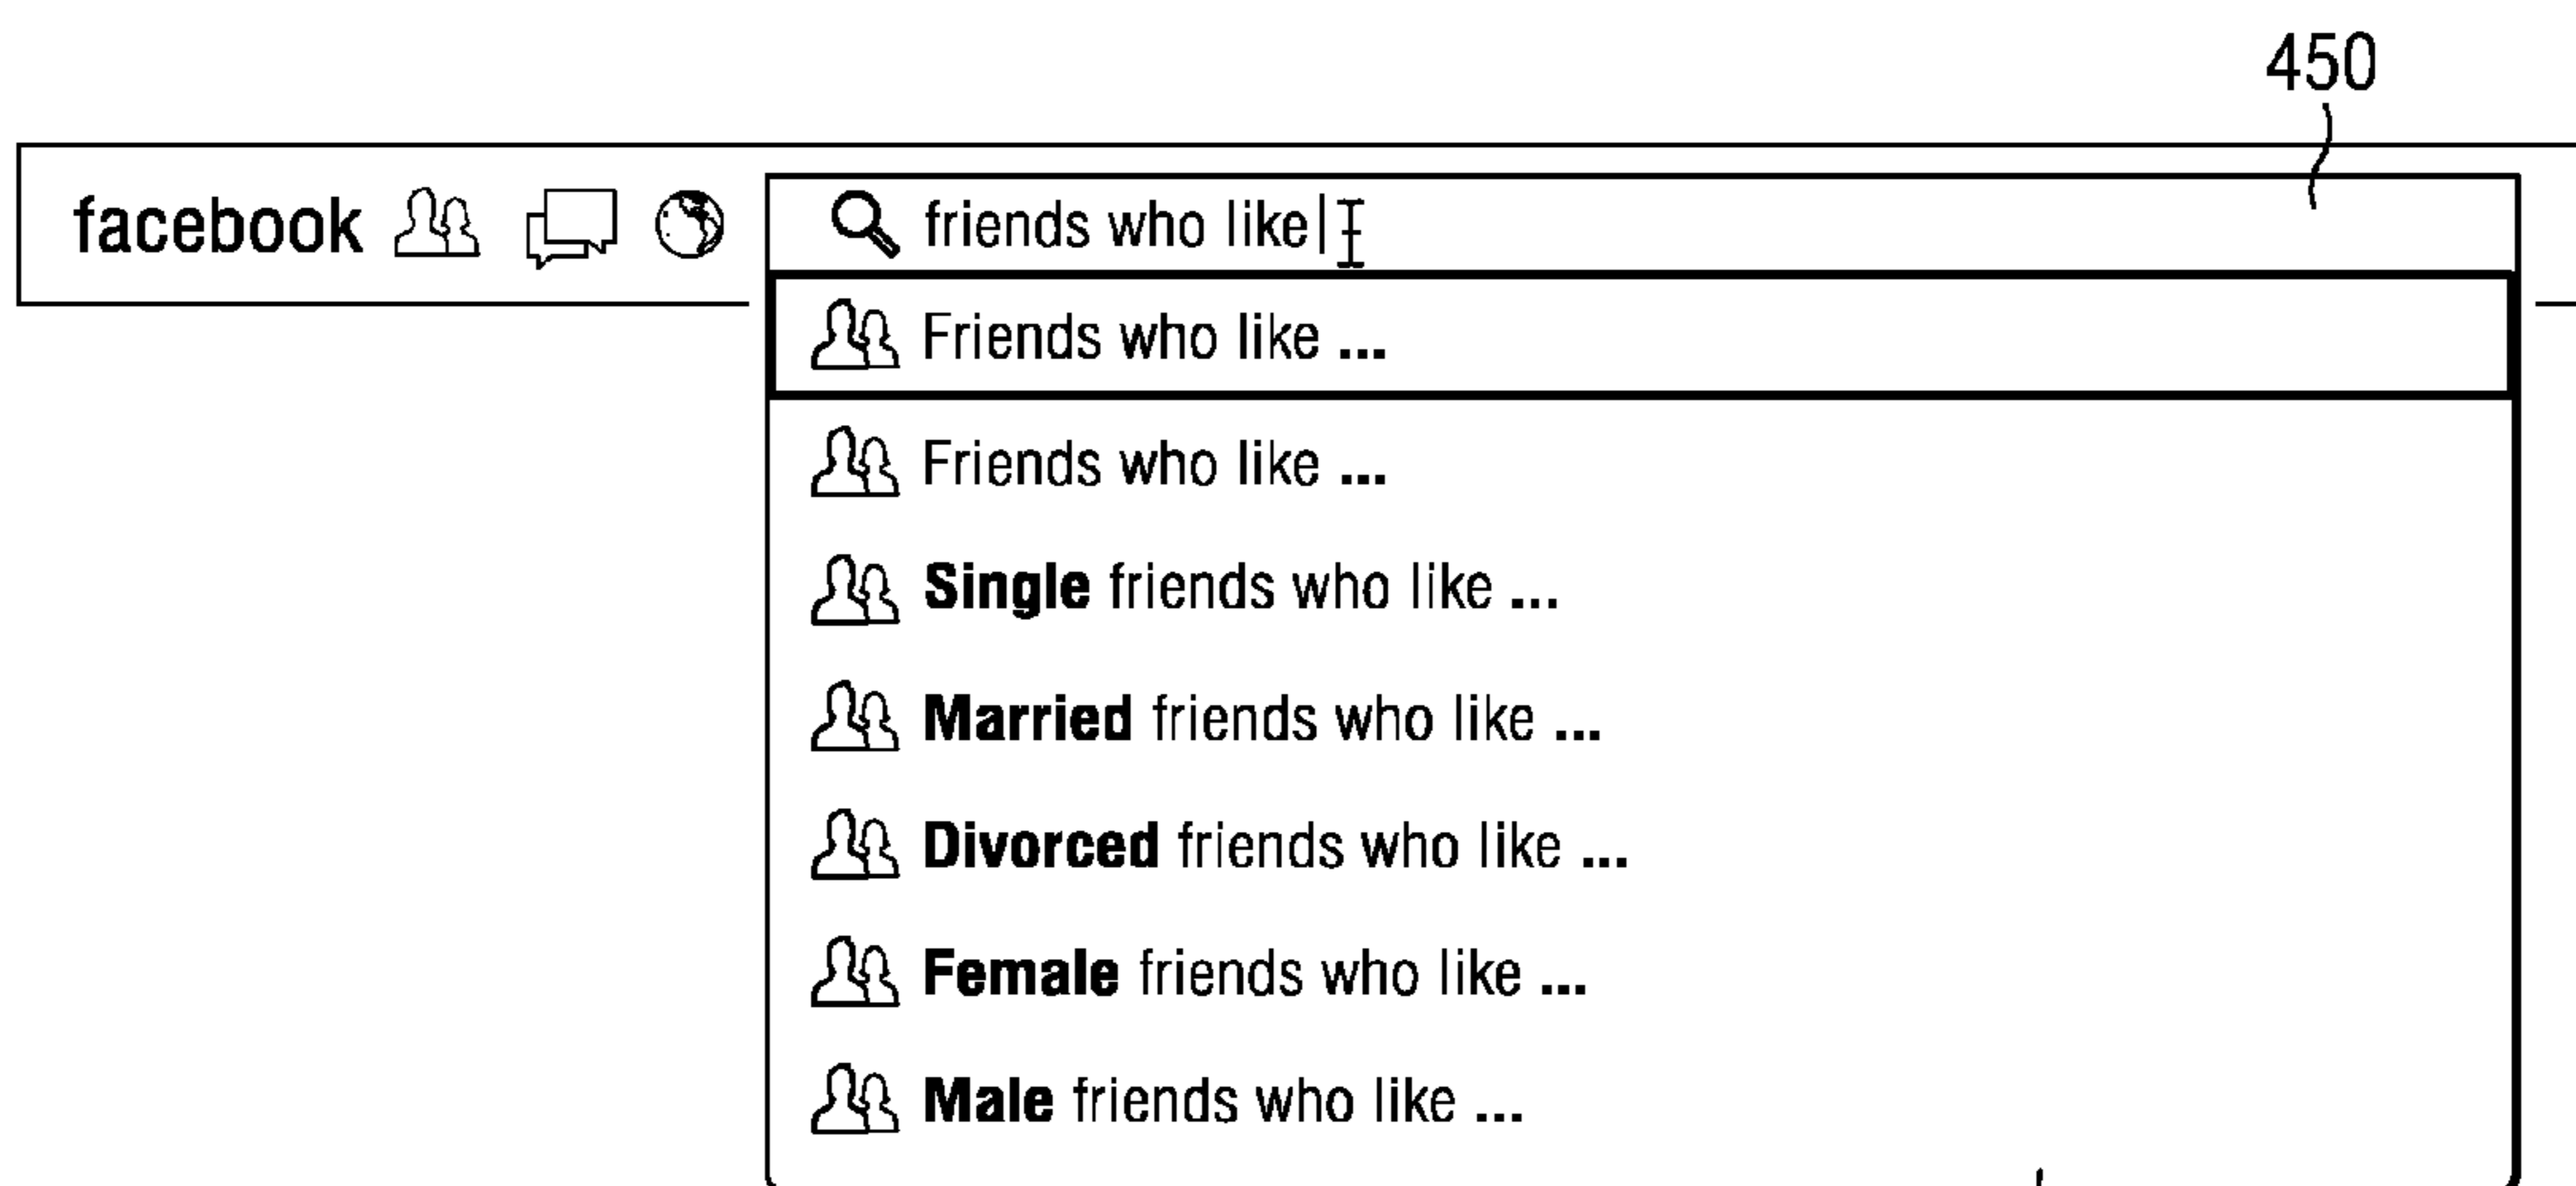 450
facebook friends who like
Friends who like ...
Friends who like ...
Single friends who like ...
Married friends who like ...
Divorced friends who like ...
Female friends who like ...
Male friends who like ...